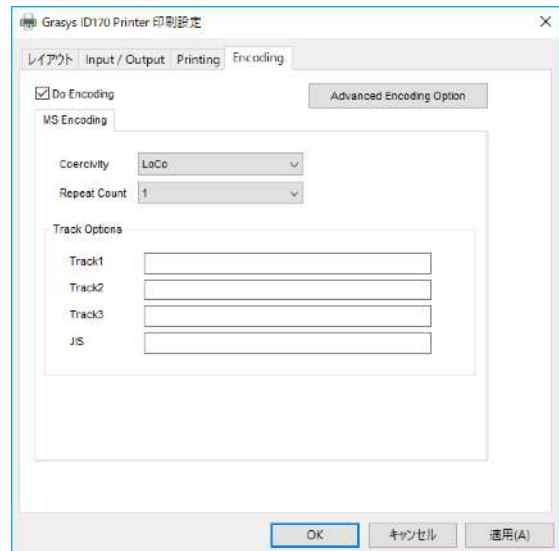 Grasys ID170 Printer 印刷設定
レイアウト Input / Output Printing Encoding
Do Encoding Advanced Encoding Option
MS Encoding
Coercivity LoCo
Repeat Count 1
Track Options
Track1
Track2
Track3
JIS
OK キャンセル 適用(A)